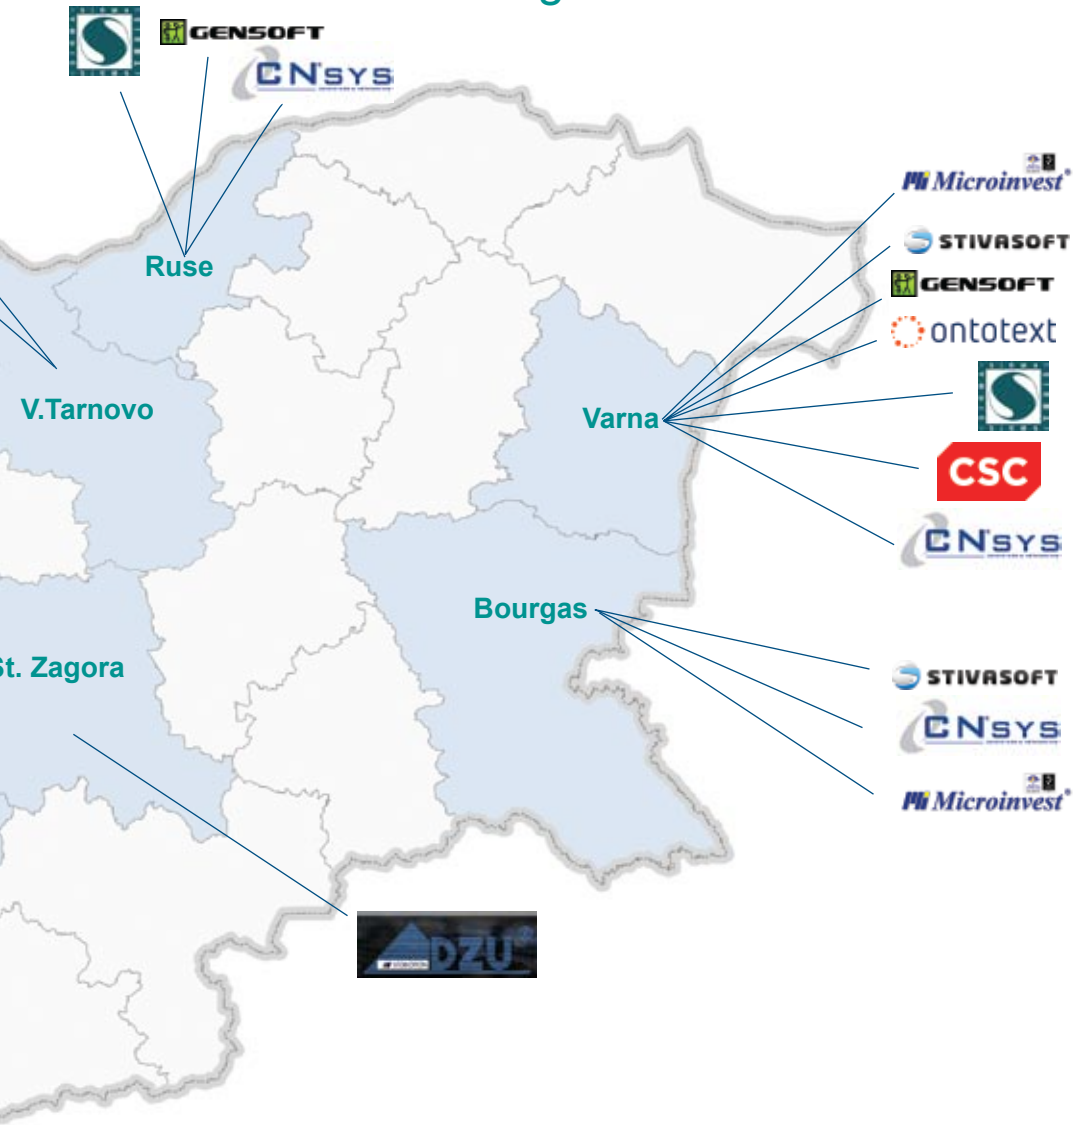 g
GENSOFT
CNsys
Microinvest®
STIVASOFT
Ruse
GENSOFT
ontotext
V.Tarnovo
Varna
CSC
CNsys
Bourgas
St. Zagora
STIVASOFT
CNsys
Microinvest®
DZU®